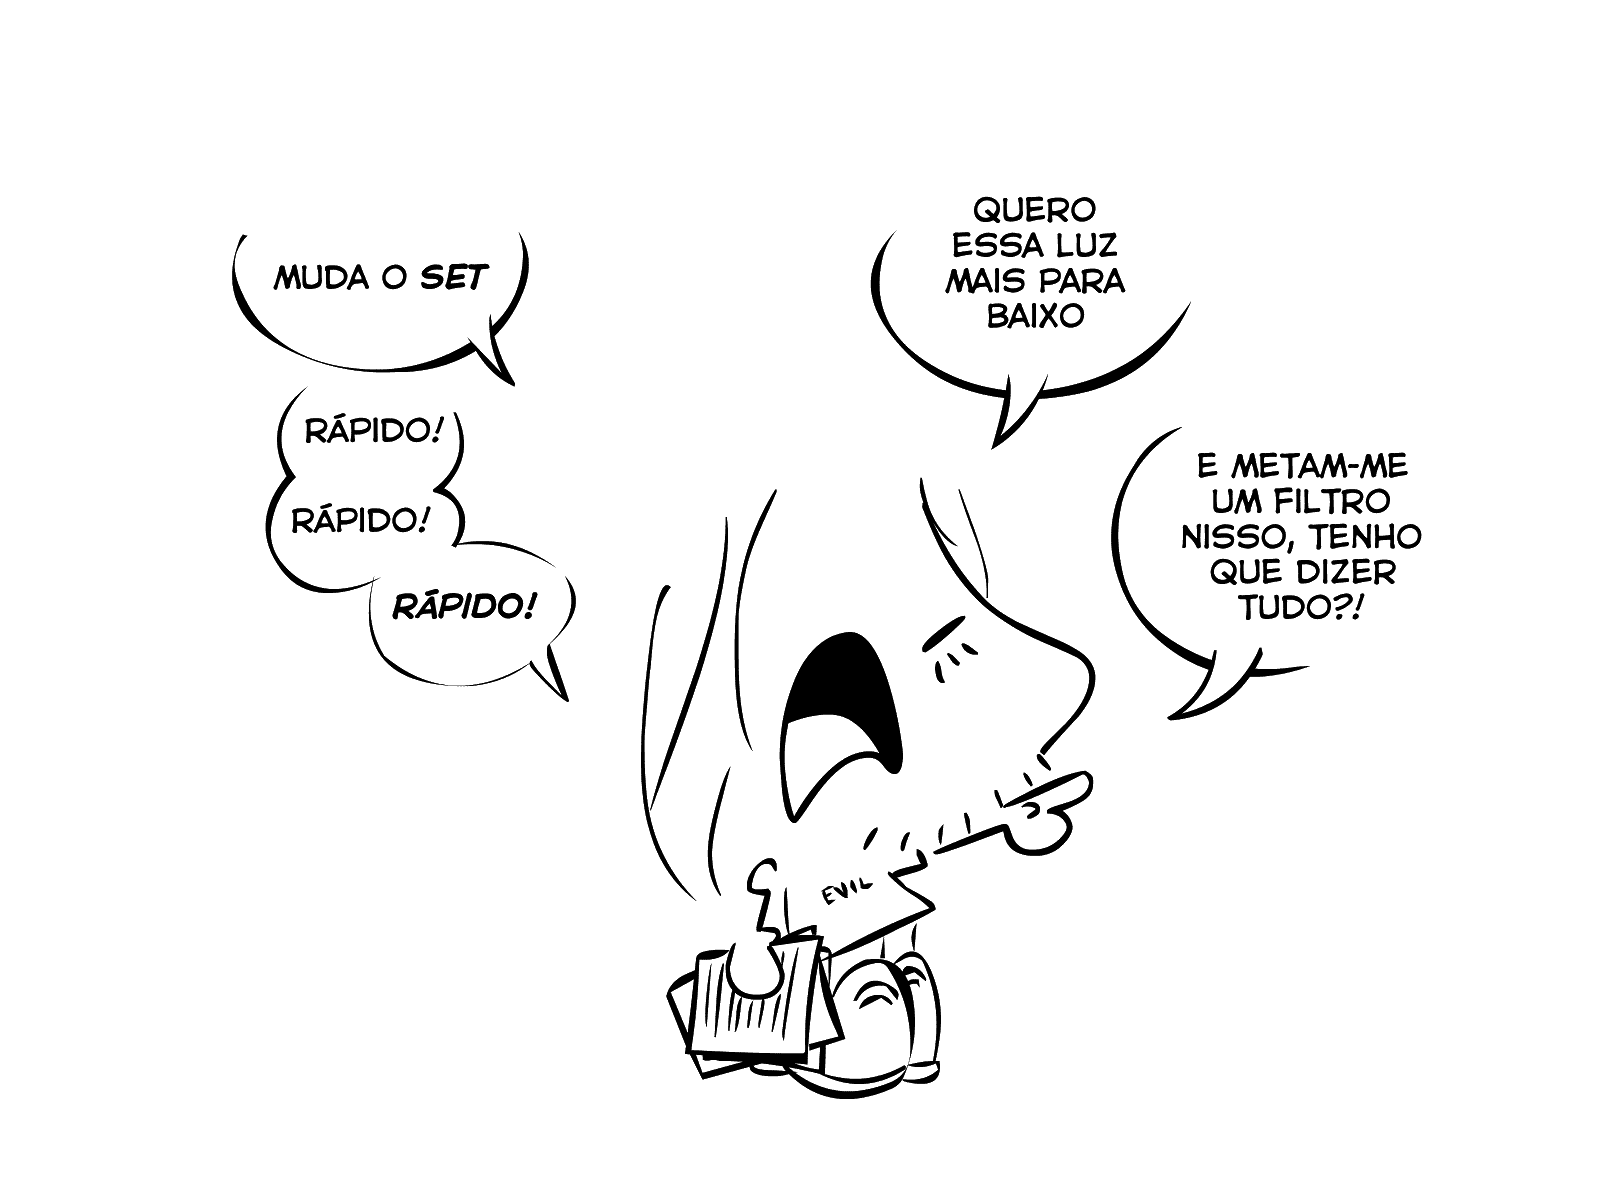 MUDA O SET
RÁPIDO!
RÁPIDO!
RÁPIDO!
QUERO
ESSA LUZ
MAIS PARA
BAIXO
E METAM-ME
UM FILTRO
NISSO, TENHO
QUE DIZER
TUDO?!
EVIL